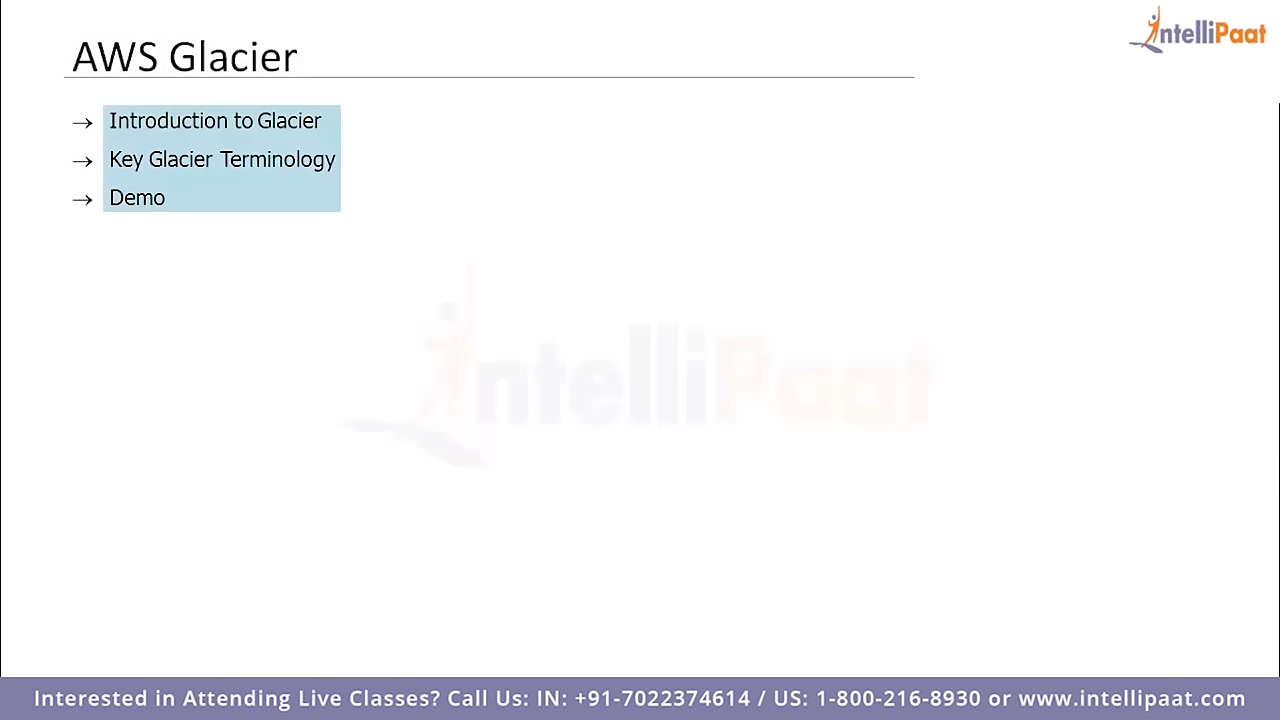 AWS Glacier
IntelliPaat
→ Introduction to Glacier
→ Key Glacier Terminology
→ Demo
IntelliPaat
Interested in Attending Live Classes? Call Us: IN: +91-7022374614 / US: 1-800-216-8930 or www.intellipaat.com